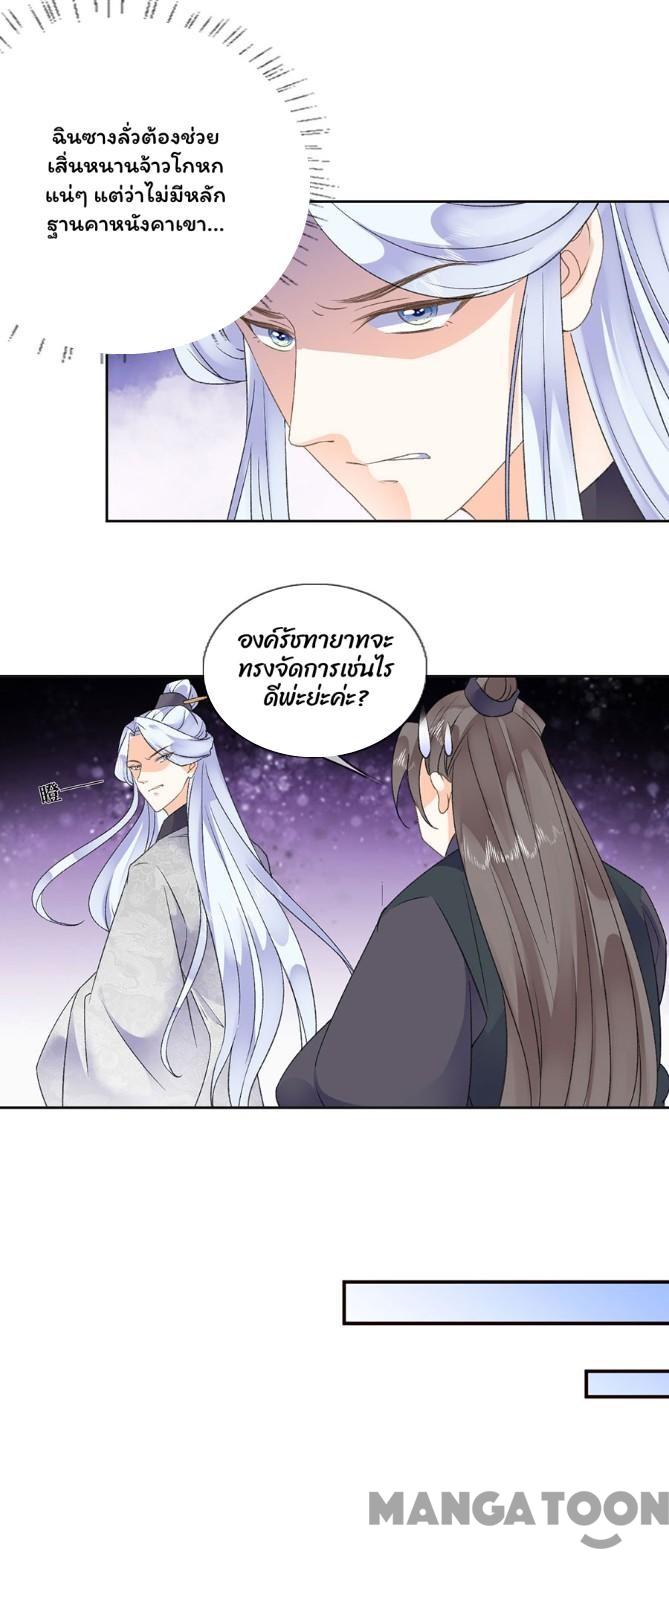 ฉินซางลั่วต้องช่วย
เสิ่นหนานจ้าวโกหก
แน่ๆ แต่ว่าไม่มีหลัก
ฐานคาหนังคาเขา...
องค์รัชทายาทจะ
ทรงจัดการเช่นไร
ดีพ่ะย่ะค่ะ?
瞪
MANGATOON